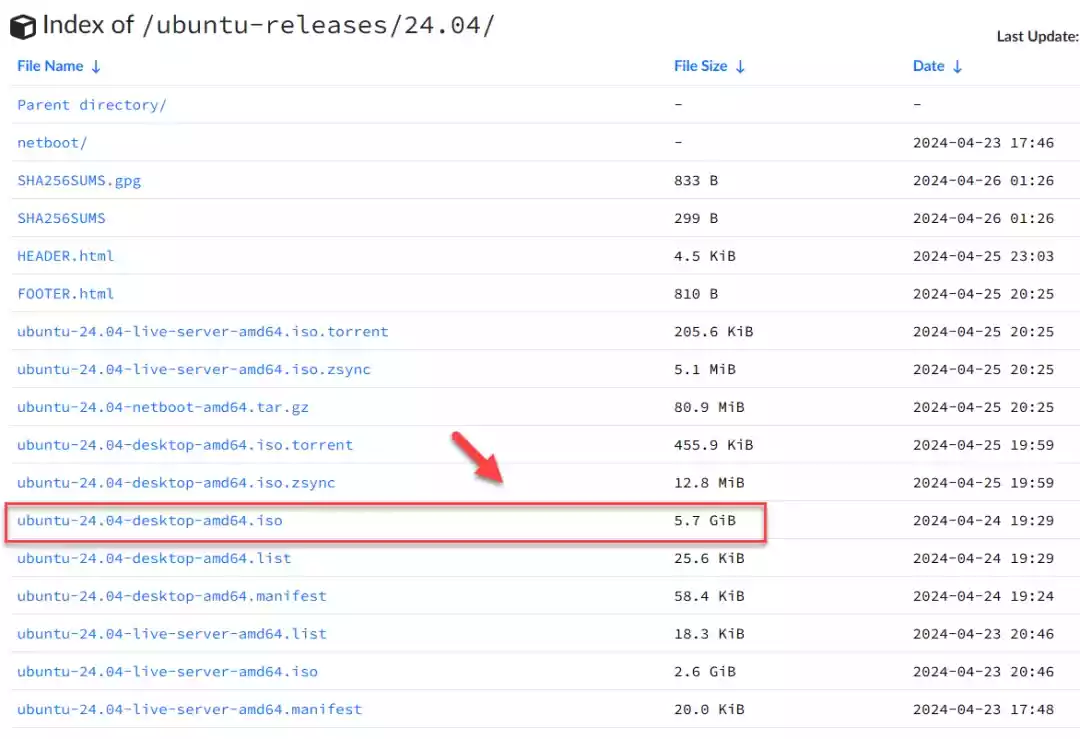 Index of /ubuntu-releases/24.04/
Last Update:
File Name ↓ File Size ↓ Date ↓
Parent directory/ - -
netboot/ - 2024-04-23 17:46
SHA256SUMS.gpg 833 B 2024-04-26 01:26
SHA256SUMS 299 B 2024-04-26 01:26
HEADER.html 4.5 KiB 2024-04-25 23:03
FOOTER.html 810 B 2024-04-25 20:25
ubuntu-24.04-live-server-amd64.iso.torrent 205.6 KiB 2024-04-25 20:25
ubuntu-24.04-live-server-amd64.iso.zsync 5.1 MiB 2024-04-25 20:25
ubuntu-24.04-netboot-amd64.tar.gz 80.9 MiB 2024-04-25 20:25
ubuntu-24.04-desktop-amd64.iso.torrent 455.9 KiB 2024-04-25 19:59
ubuntu-24.04-desktop-amd64.iso.zsync 12.8 MiB 2024-04-25 19:59
ubuntu-24.04-desktop-amd64.iso 5.7 GiB 2024-04-24 19:29
ubuntu-24.04-desktop-amd64.list 25.6 KiB 2024-04-24 19:29
ubuntu-24.04-desktop-amd64.manifest 58.4 KiB 2024-04-24 19:24
ubuntu-24.04-live-server-amd64.list 18.3 KiB 2024-04-23 20:46
ubuntu-24.04-live-server-amd64.iso 2.6 GiB 2024-04-23 20:46
ubuntu-24.04-live-server-amd64.manifest 20.0 KiB 2024-04-23 17:48